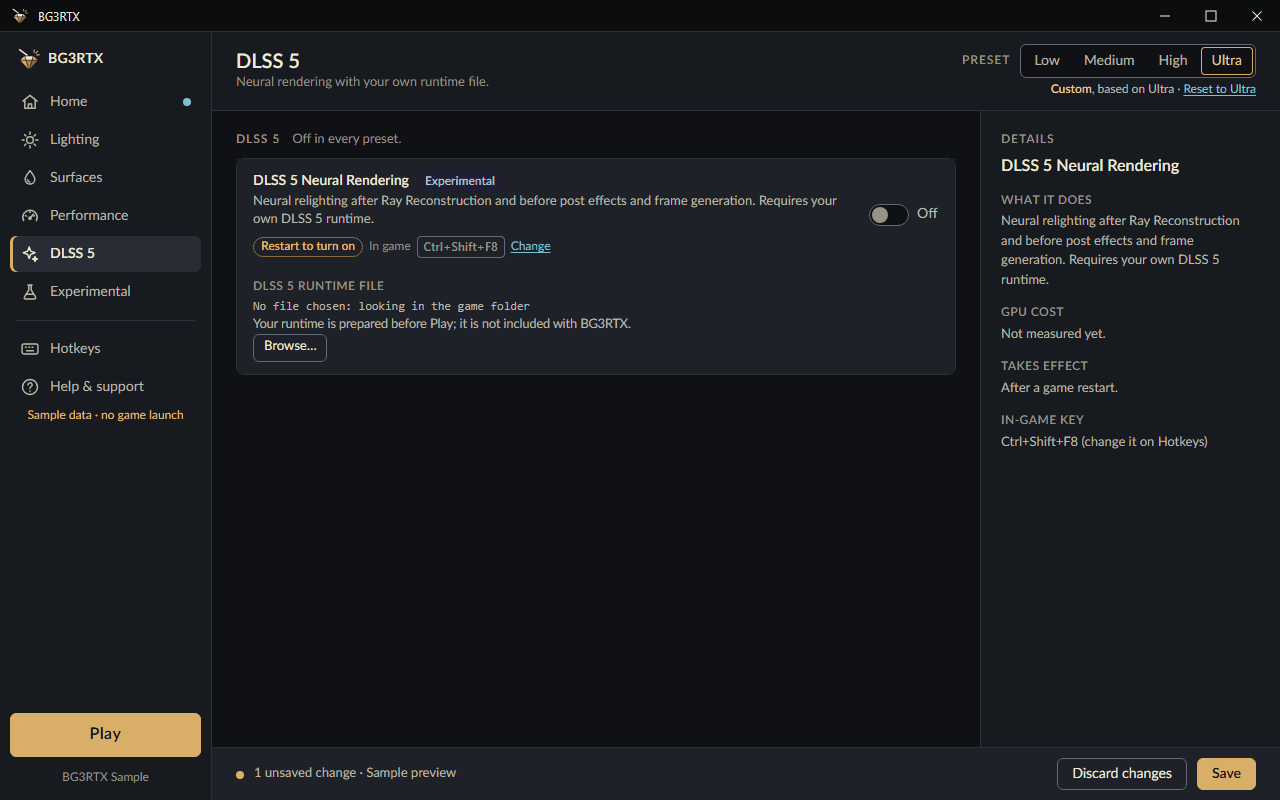 BG3RTX
BG3RTX
Home
Lighting
Surfaces
Performance
DLSS 5
Experimental
Hotkeys
Help & support
Sample data · no game launch
Play
BG3RTX Sample
DLSS 5
Neural rendering with your own runtime file.
PRESET Low Medium High Ultra
Custom, based on Ultra · Reset to Ultra
DLSS 5 Off in every preset.
DLSS 5 Neural Rendering Experimental
Neural relighting after Ray Reconstruction and before post effects and frame generation. Requires your
own DLSS 5 runtime.
Off
Restart to turn on In game Ctrl+Shift+F8 Change
DLSS 5 RUNTIME FILE
No file chosen: looking in the game folder
Your runtime is prepared before Play; it is not included with BG3RTX.
Browse...
DETAILS
DLSS 5 Neural Rendering
WHAT IT DOES
Neural relighting after Ray Reconstruction
and before post effects and frame
generation. Requires your own DLSS 5
runtime.
GPU COST
Not measured yet.
TAKES EFFECT
After a game restart.
IN-GAME KEY
Ctrl+Shift+F8 (change it on Hotkeys)
1 unsaved change · Sample preview
Discard changes
Save